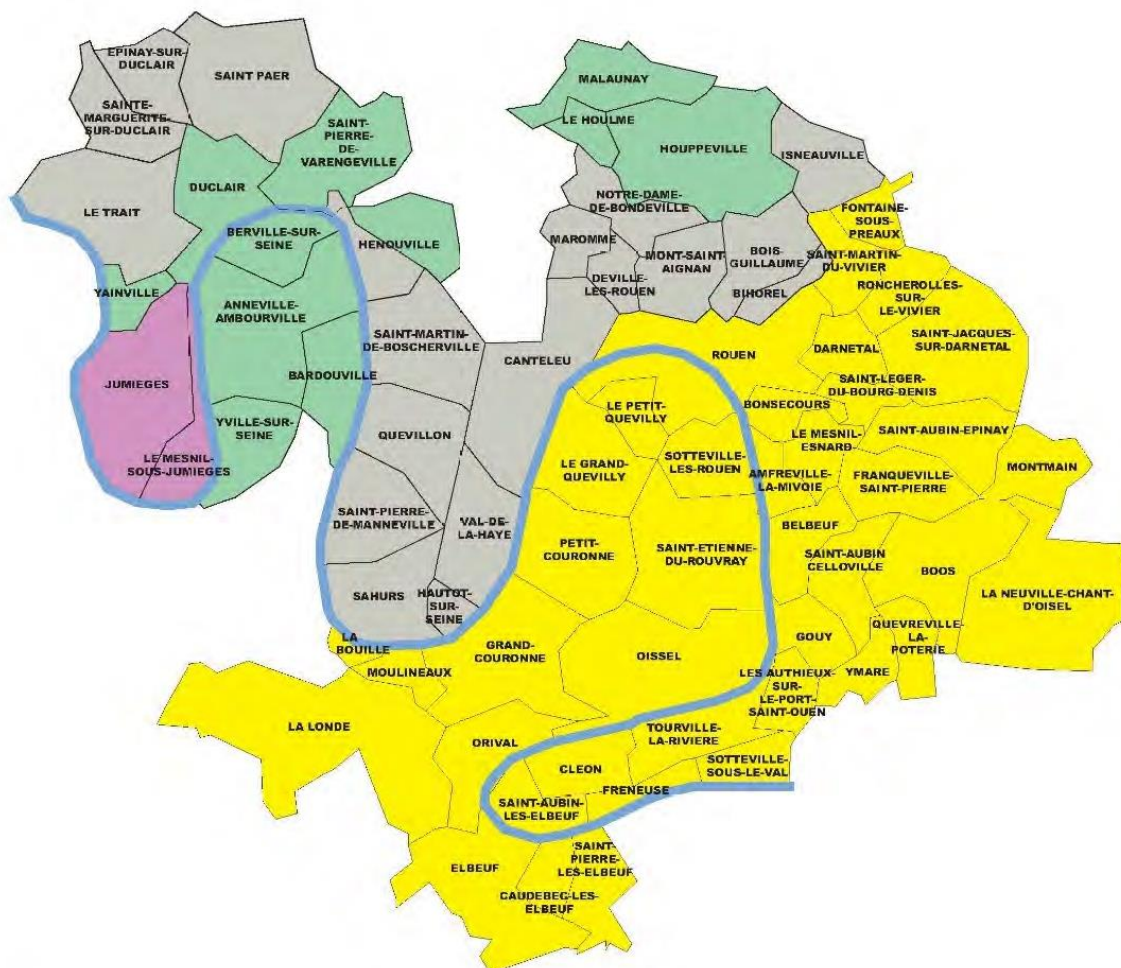 EPINAY-SUR-
DUCLAIR
SAINT PAER
SAINTE-
MARGUERITE-
SUR-DUCLAIR
SAINT-
PIERRE-
DE-
VARENGEVILLE
DUCLAIR
LE TRAIT
BERVILLE-SUR-
SEINE
HENOUVILLE
YAINVILLE
ANNEVILLE-
AMBOURVILLE
SAINT-MARTIN
DE-BOSCHERVILLE
BARDOUVILLE
JUMIEGES
YVILLE-SUR-
SEINE
LE MESNIL-
SOUS-JUMIEGES
QUEVILLON
CANTELEU
SAINT-PIERRE-
DE-MANNEVILLE
VAL-DE-
LA-HAYE
SAHURS
HAUTOT-
SUR-
SEINE
MALAUNAY
LE HOULME
HOUPPEVILLE
ISNEAUVILLE
NOTRE-DAME-
DE-BONDEVILLE
MAROMME
MONT-SAINT-
AIGNAN
BOIS-
GUILLAUME
DEVILLE-
LES-ROUEN
BIHOREL
FONTAINE-
SOUS-
PREAUX
SAINT-MARTIN-
DU-VIVIER
RONCHEROLLES-
SUR-
LE-VIVIER
SAINT-JACQUES-
SUR-DARNETAL
ROUEN
DARNETAL
SAINT-LEGER-
DU-BOURG-DENIS
LE PETIT-
QUEVILLY
BONSECOURS
LE MESNIL-
ESNARD
SAINT-AUBIN-EPINAY
LE GRAND-
QUEVILLY
SOTTEVILLE-
LES-ROUEN
AMFREVILLE-
LA-MIVOIE
FRANQUEVILLE-
SAINT-PIERRE
MONTMAIN
BELBEUF
PETIT-
COURONNE
SAINT-ETIENNE-
DU-ROUVRAY
SAINT-AUBIN
CELLOVILLE
BOOS
LA NEUVILLE-CHANT-
D'OISEL
LA
BOUILLE
MOULINEAUX
GRAND-
COURONNE
OISSEL
GOUY
QUEVREVILLE-
LA-
POTERIE
LES AUTHIEUX-
SUR-
LE-PORT-
SAINT-OUEN
YMARE
LA LONDE
ORIVAL
TOURVILLE-
LA-RIVIERE
CLEON
SOTTEVILLE-
SOUS-LE-VAL
FRENEUSE
SAINT-AUBIN-
LES-ELBEUF
ELBEUF
SAINT-
PIERRE-
LES-ELBEUF
CAUDEBEC-LES-
ELBEUF